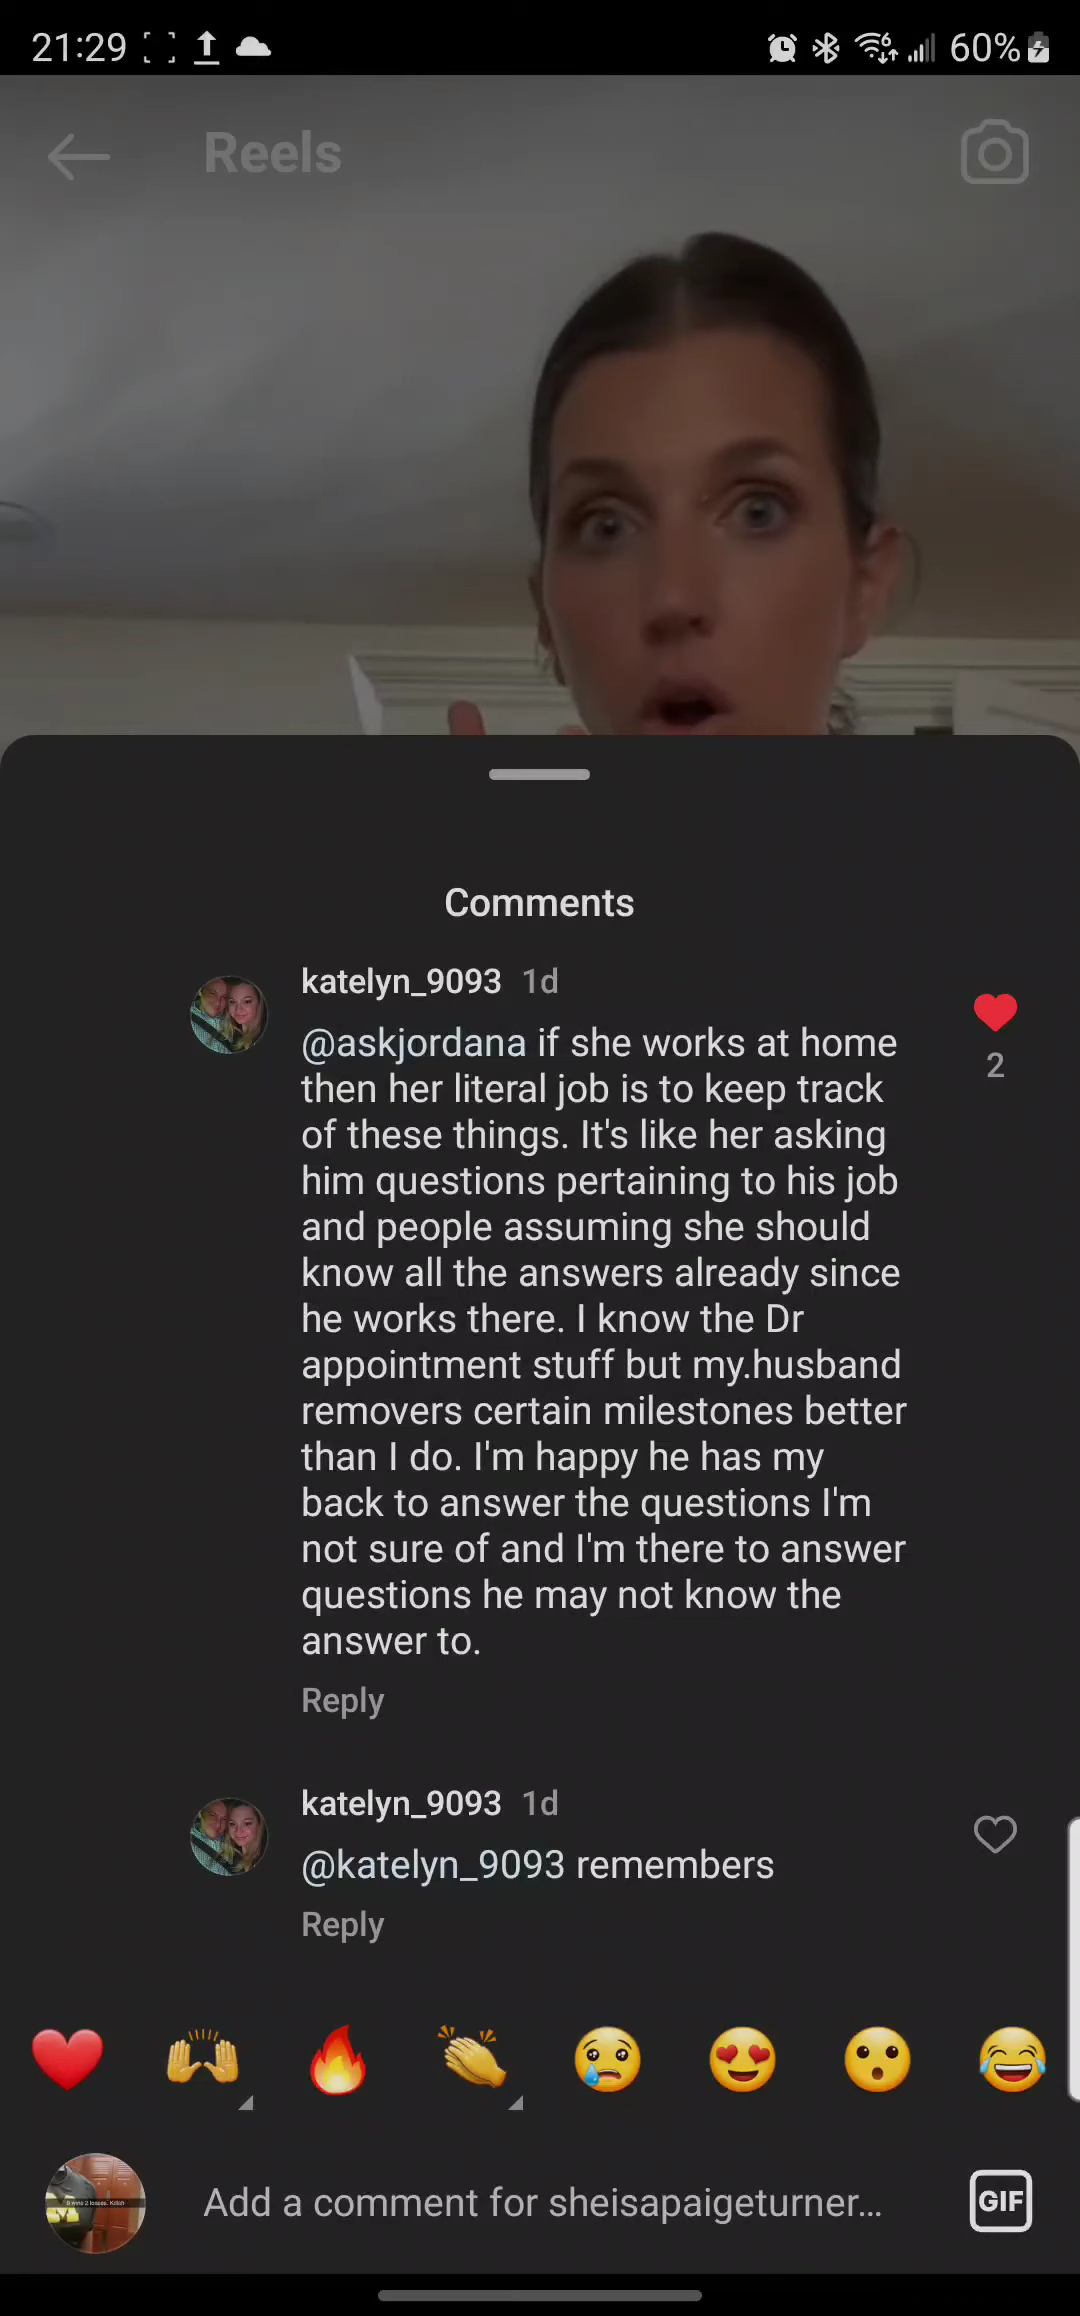 21:29
6
60%
Reels
Comments
katelyn_9093 1d
@askjordana if she works at home
then her literal job is to keep track
of these things. It's like her asking
him questions pertaining to his job
and people assuming she should
know all the answers already since
he works there. I know the Dr
appointment stuff but my.husband
removers certain milestones better
than I do. I'm happy he has my
back to answer the questions I'm
not sure of and I'm there to answer
questions he may not know the
answer to.
2
Reply
katelyn_9093 1d
@katelyn_9093 remembers
Reply
Add a comment for sheisapaigeturner...
GIF